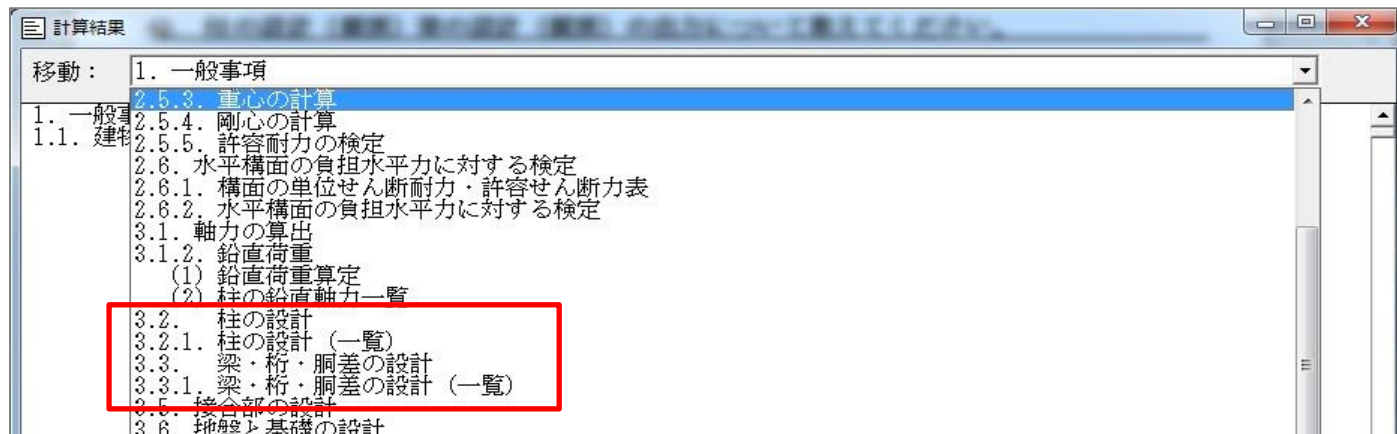 計算結果
移動： 1. 一般事項
1. 一般事
1.1. 建物
2.5.3. 重心の計算
2.5.4. 剛心の計算
2.5.5. 許容耐力の検定
2.6. 水平構面の負担水平力に対する検定
2.6.1. 構面の単位せん断耐力・許容せん断力表
2.6.2. 水平構面の負担水平力に対する検定
3.1. 軸力の算出
3.1.2. 鉛直荷重
(1) 鉛直荷重算定
(2) 柱の鉛直軸力一覧
3.2. 柱の設計
3.2.1. 柱の設計（一覧）
3.3. 梁・桁・胴差の設計
3.3.1. 梁・桁・胴差の設計（一覧）
3.5. 接合部の設計
3.6. 地盤と基礎の設計